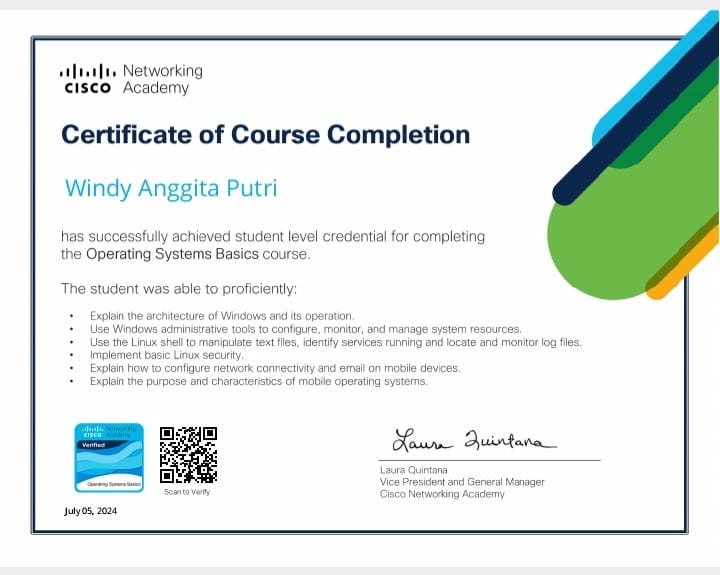 Networking
CISCO Academy
Certificate of Course Completion
Windy Anggita Putri
has successfully achieved student level credential for completing
the Operating Systems Basics course.
The student was able to proficiently:
• Explain the architecture of Windows and its operation.
• Use Windows administrative tools to configure, monitor, and manage system resources.
• Use the Linux shell to manipulate text files, identify services running and locate and monitor log files.
• Implement basic Linux security.
• Explain how to configure network connectivity and email on mobile devices.
• Explain the purpose and characteristics of mobile operating systems.
Networking
CISCO Academy
Verified
Operating Systems Basics
Scan to Verify
July 05, 2024
Laura Quintana
Laura Quintana
Vice President and General Manager
Cisco Networking Academy